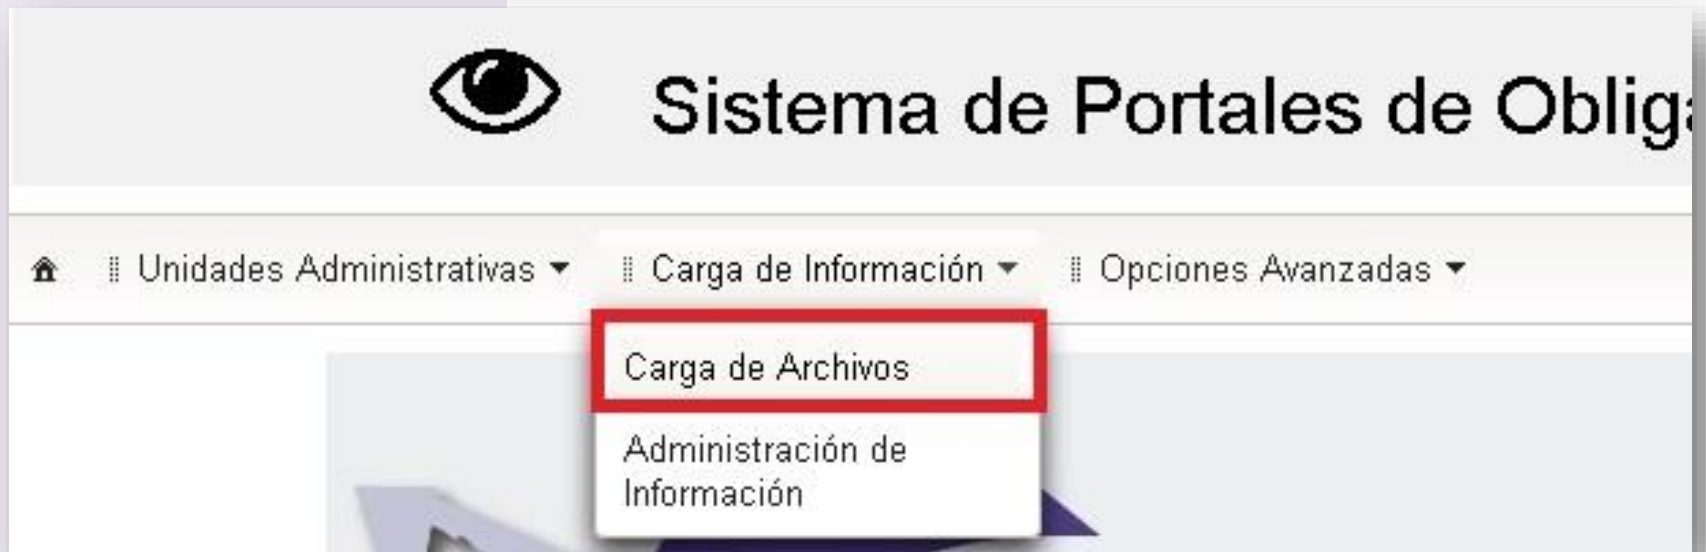 Sistema de Portales de Oblig
Unidades Administrativas Carga de Información Opciones Avanzadas
Carga de Archivos
Administración de
Información